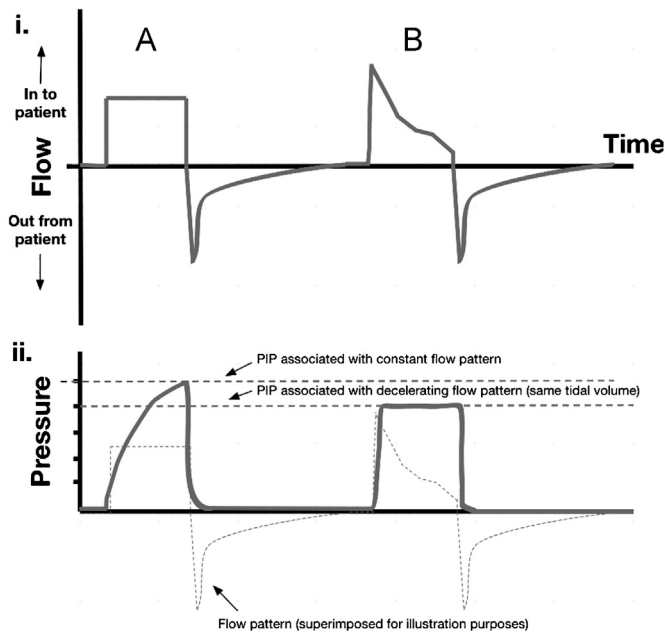 i.
A
B
In to
patient
Flow
Time
Out from
patient
ii.
PIP associated with constant flow pattern
PIP associated with decelerating flow pattern (same tidal volume)
Pressure
Flow pattern (superimposed for illustration purposes)